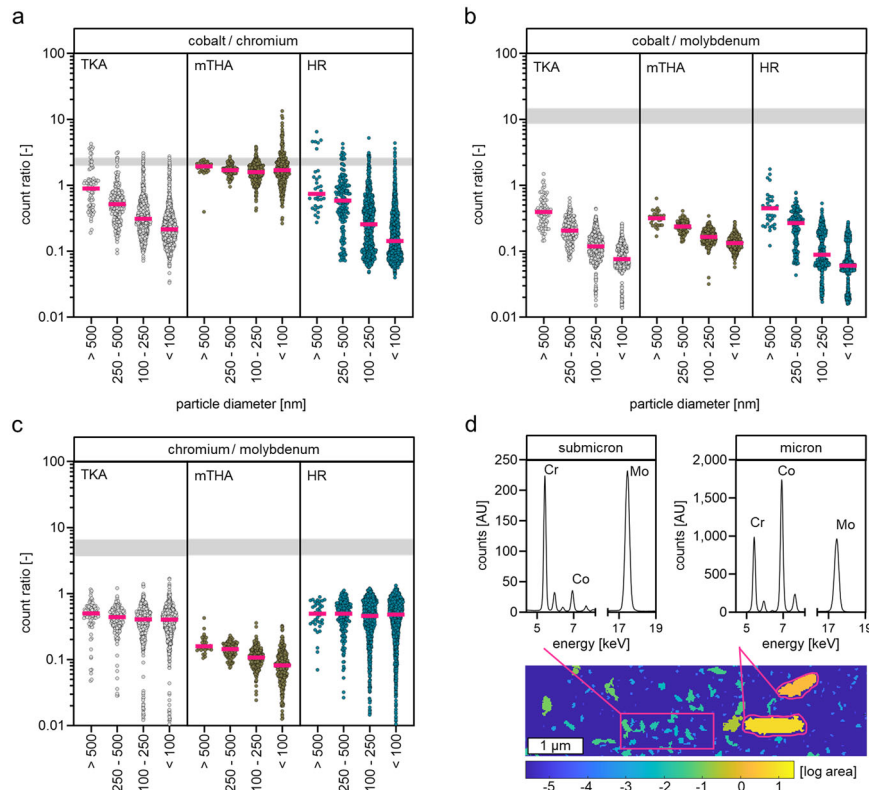 a
cobalt / chromium
TKA
mTHA
HR
100
10
1
0.1
0.01
count ratio [-]
> 500
250 - 500
100 - 250
< 100
> 500
250 - 500
100 - 250
< 100
> 500
250 - 500
100 - 250
< 100
particle diameter [nm]
b
cobalt / molybdenum
TKA
mTHA
HR
100
10
1
0.1
0.01
count ratio [-]
> 500
250 - 500
100 - 250
< 100
> 500
250 - 500
100 - 250
< 100
> 500
250 - 500
100 - 250
< 100
particle diameter [nm]
c
chromium / molybdenum
TKA
mTHA
HR
100
10
1
0.1
0.01
count ratio [-]
> 500
250 - 500
100 - 250
< 100
> 500
250 - 500
100 - 250
< 100
> 500
250 - 500
100 - 250
< 100
d
submicron
250
200
150
100
50
0
counts [AU]
Cr
Co
Mo
5
7
17
19
energy [keV]
micron
2,000
1,500
1,000
500
0
counts [AU]
Cr
Co
Mo
5
7
17
19
energy [keV]
1 µm
-5
-4
-3
-2
-1
0
1
[log area]